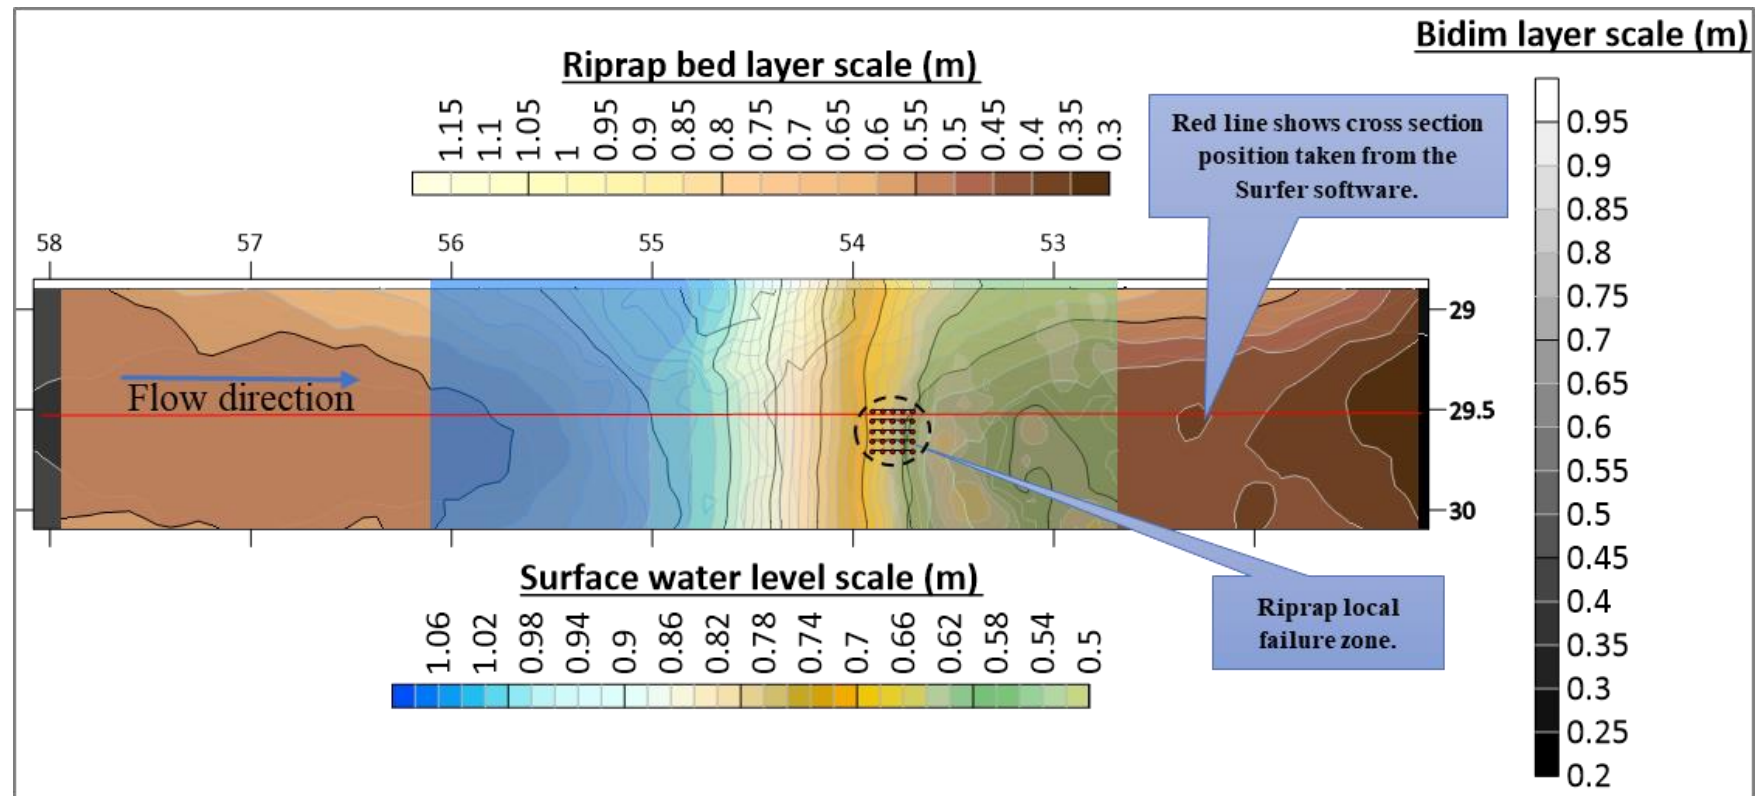 Bidim layer scale (m)
Riprap bed layer scale (m)
1.15 1.1 1.05 1 0.95 0.9 0.85 0.8 0.75 0.7 0.65 0.6 0.55 0.5 0.45 0.4 0.35 0.3
Red line shows cross section
position taken from the
Surfer software.
58 57 56 55 54 53
29
29.5
30
Flow direction
Surface water level scale (m)
1.06 1.02 0.98 0.94 0.9 0.86 0.82 0.78 0.74 0.7 0.66 0.62 0.58 0.54 0.5
Riprap local
failure zone.
0.95
0.9
0.85
0.8
0.75
0.7
0.65
0.6
0.55
0.5
0.45
0.4
0.35
0.3
0.25
0.2